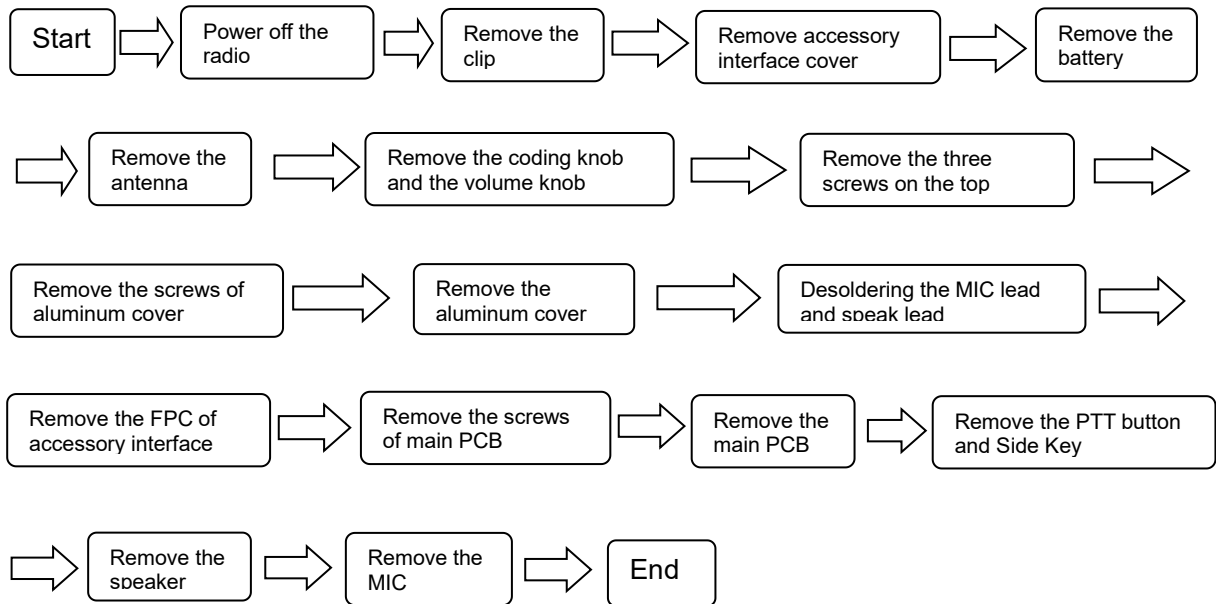 Start
Power off the
radio
Remove the
clip
Remove accessory
interface cover
Remove the
battery
Remove the
antenna
Remove the coding knob
and the volume knob
Remove the three
screws on the top
Remove the screws of
aluminum cover
Remove the
aluminum cover
Desoldering the MIC lead
and speak lead
Remove the FPC of
accessory interface
Remove the screws
of main PCB
Remove the
main PCB
Remove the PTT button
and Side Key
Remove the
speaker
Remove the
MIC
End